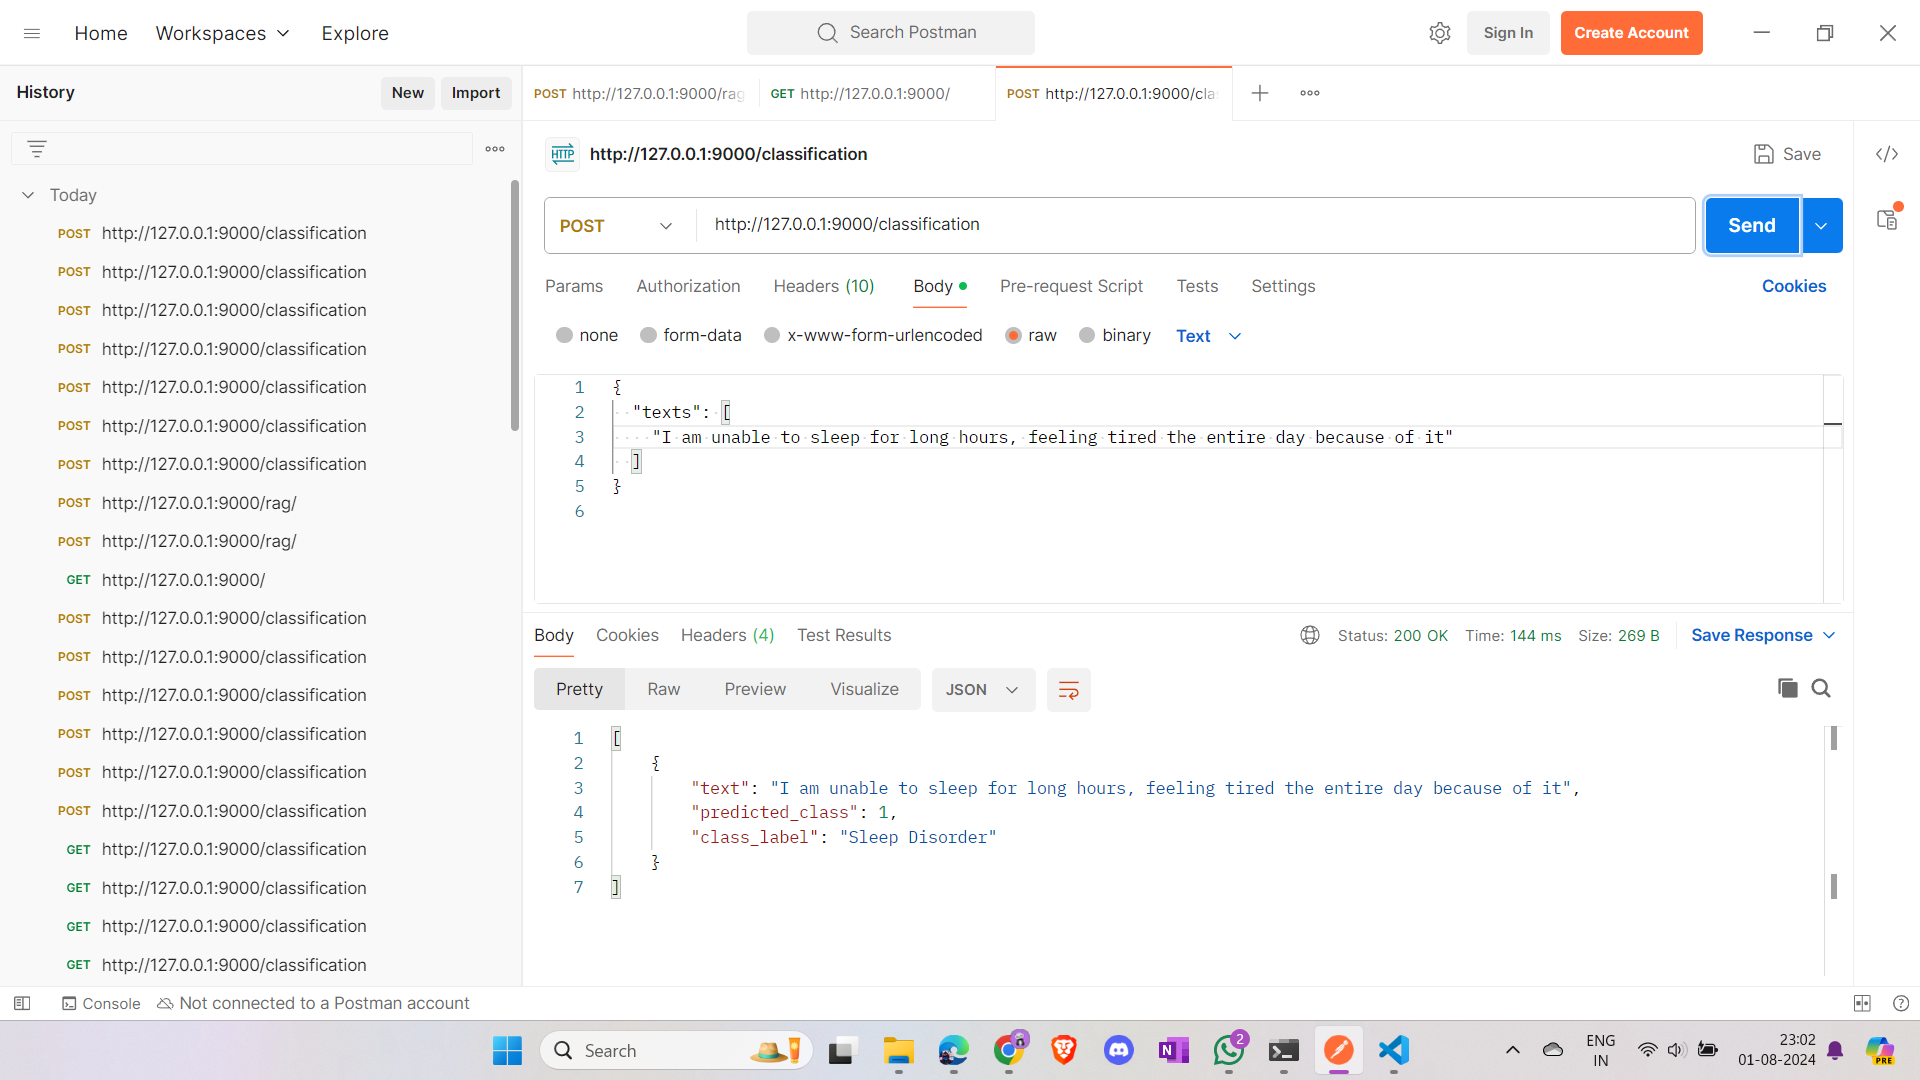 Home
Workspaces
Explore
Search Postman
Sign In
Create Account
History
New
Import
POST http://127.0.0.1:9000/rag
GET http://127.0.0.1:9000/
POST http://127.0.0.1:9000/cla
HTTP
http://127.0.0.1:9000/classification
Save
Today
POST http://127.0.0.1:9000/classification
POST http://127.0.0.1:9000/classification
POST http://127.0.0.1:9000/classification
POST http://127.0.0.1:9000/classification
POST http://127.0.0.1:9000/classification
POST http://127.0.0.1:9000/classification
POST http://127.0.0.1:9000/classification
POST http://127.0.0.1:9000/rag/
POST http://127.0.0.1:9000/rag/
GET http://127.0.0.1:9000/
POST http://127.0.0.1:9000/classification
POST http://127.0.0.1:9000/classification
POST http://127.0.0.1:9000/classification
POST http://127.0.0.1:9000/classification
POST http://127.0.0.1:9000/classification
POST http://127.0.0.1:9000/classification
GET http://127.0.0.1:9000/classification
GET http://127.0.0.1:9000/classification
GET http://127.0.0.1:9000/classification
GET http://127.0.0.1:9000/classification
POST
http://127.0.0.1:9000/classification
Send
Params
Authorization
Headers (10)
Body
Pre-request Script
Tests
Settings
Cookies
none
form-data
x-www-form-urlencoded
raw
binary
Text
1 {
2 "texts": [
3 "I am unable to sleep for long hours, feeling tired the entire day because of it"
4 ]
5 }
6
Body
Cookies
Headers (4)
Test Results
Status: 200 OK
Time: 144 ms
Size: 269 B
Save Response
Pretty
Raw
Preview
Visualize
JSON
1 [
2 {
3 "text": "I am unable to sleep for long hours, feeling tired the entire day because of it",
4 "predicted_class": 1,
5 "class_label": "Sleep Disorder"
6 }
7 ]
Console
Not connected to a Postman account
Search
N
2
ENG
IN
23:02
01-08-2024
PRE